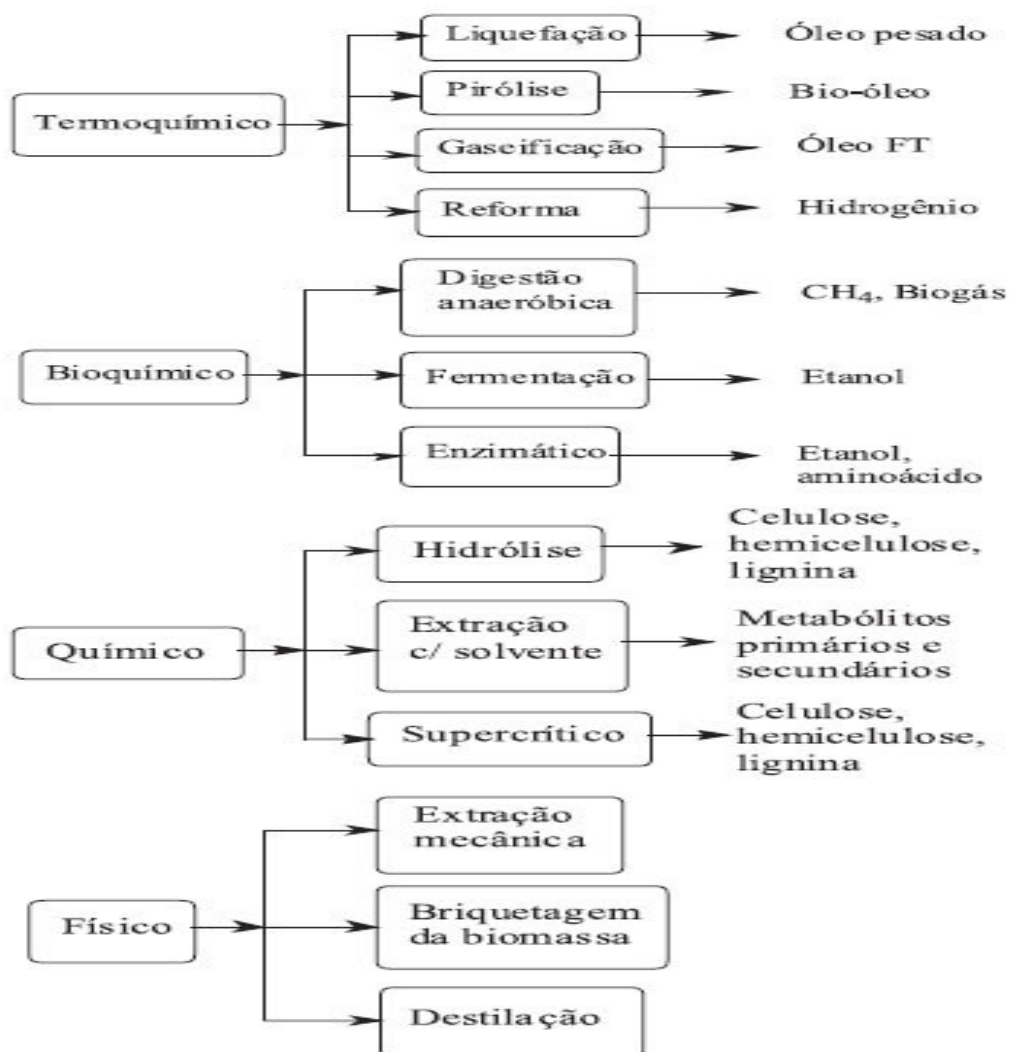 Liquefação
Óleo pesado
Pirólise
Bio-óleo
Termoquímico
Gaseificação
Óleo FT
Reforma
Hidrogênio
Digestão
anaeróbica
CH₄, Biogás
Bioquímico
Fermentação
Etanol
Enzimático
Etanol,
aminoácido
Hidrólise
Celulose,
hemicelulose,
lignina
Químico
Extração
c/ solvente
Metabólitos
primários e
secundários
Supercrítico
Celulose,
hemicelulose,
lignina
Extração
mecânica
Físico
Briquetagem
da biomassa
Destilação